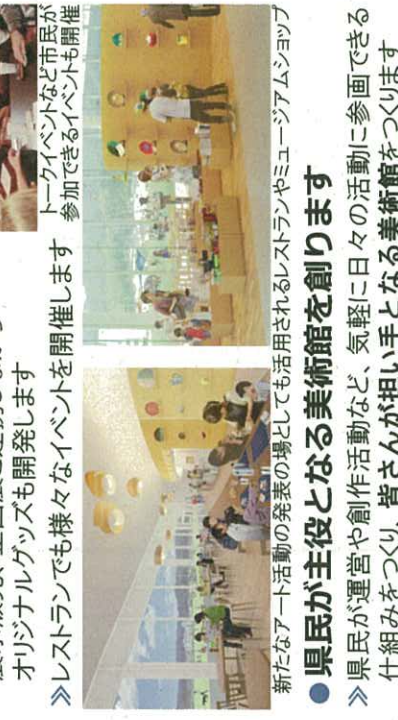 オリジナルグッズも開発します
≫レストランでも様々なイベントを開催します
トークイベントなど市民が
参加できるイベントも開催
新たなアート活動の発表の場としても活用されるレストランやミュージアムショップ
●県民が主役となる美術館を創ります
≫県民が運営や創作活動など、気軽に日々の活動に参画できる
仕組みをつくり、皆さんが担い手となる美術館をつくります